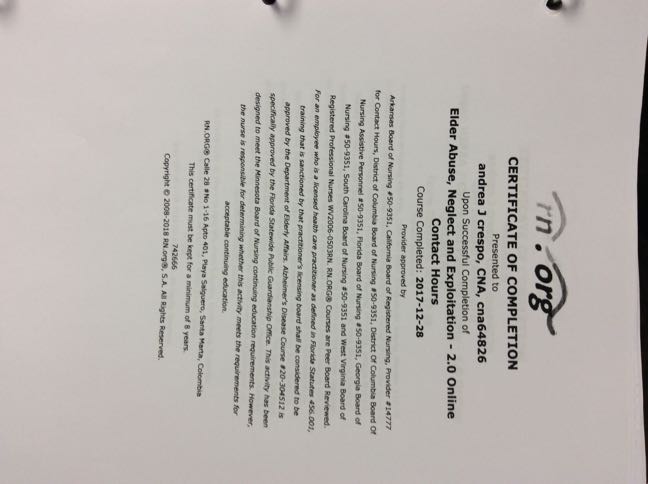 rn.org
CERTIFICATE OF COMPLETION
Presented to
andrea J crespo, CNA, cna64826
Upon Successful Completion of
Elder Abuse, Neglect and Exploitation - 2.0 Online
Contact Hours
Course Completed: 2017-12-28
Provider approved by
Arkansas Board of Nursing #50-9351, California Board of Registered Nursing, Provider #14777
for Contact Hours, District of Columbia Board of Nursing #50-9351, District Of Columbia Board Of
Nursing Assistive Personnel #50-9351, Florida Board of Nursing #50-9351, Georgia Board of
Nursing #50-9351, South Carolina Board of Nursing #50-9351 and West Virginia Board of
Registered Professional Nurses WV2006-0503RN. RN.ORG® Courses are Peer Board Reviewed.
For an employee who is a licensed health care practitioner as defined in Florida Statutes 456.001,
training that is sanctioned by that practitioner's licensing board shall be considered to be
approved by the Department of Elderly Affairs. Alzheimer's Disease Course #20-304512 is
specifically approved by the Florida Statewide Public Guardianship Office. This activity has been
designed to meet the Minnesota Board of Nursing continuing education requirements. However,
the nurse is responsible for determining whether this activity meets the requirements for
acceptable continuing education.
RN.ORG® Calle 28 #No 1-16 Apto 401, Playa Salguero, Santa Marta, Colombia
This certificate must be kept for a minimum of 8 years.
742666
Copyright © 2008-2018 RN.org®, S.A. All Rights Reserved.